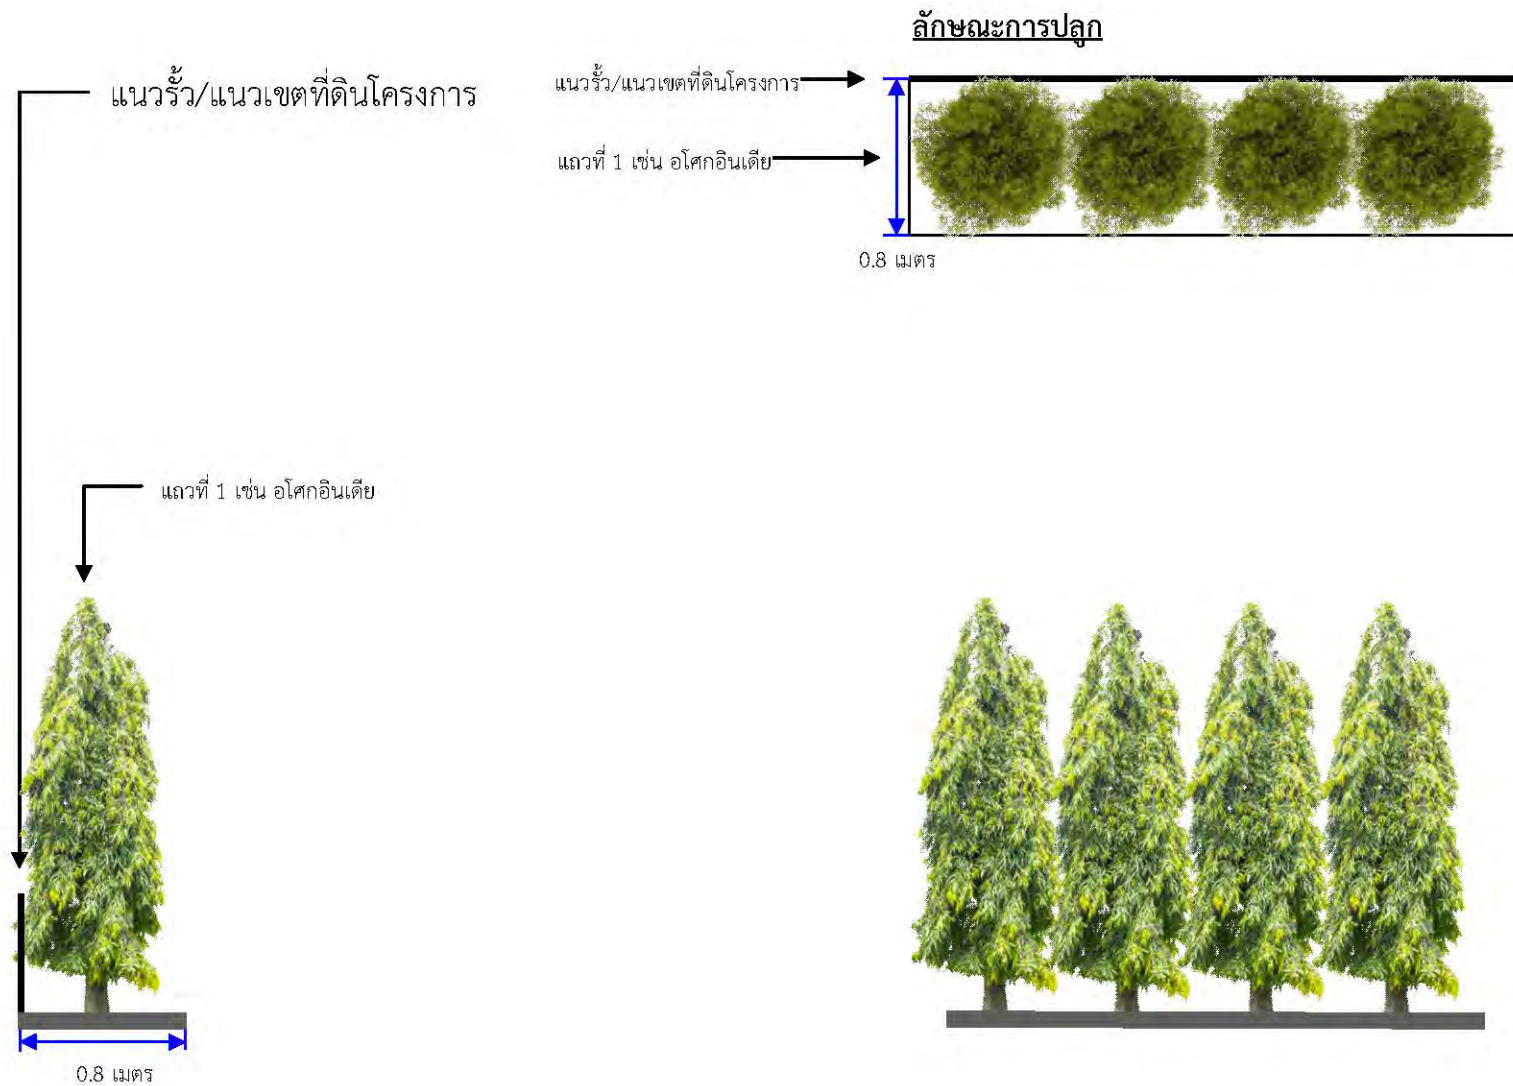 ลักษณะการปลูก
แนวรั้ว/แนวเขตที่ดินโครงการ
แนวรั้ว/แนวเขตที่ดินโครงการ
แถวที่ 1 เช่น อโศกอินเดีย
0.8 เมตร
แถวที่ 1 เช่น อโศกอินเดีย
0.8 เมตร